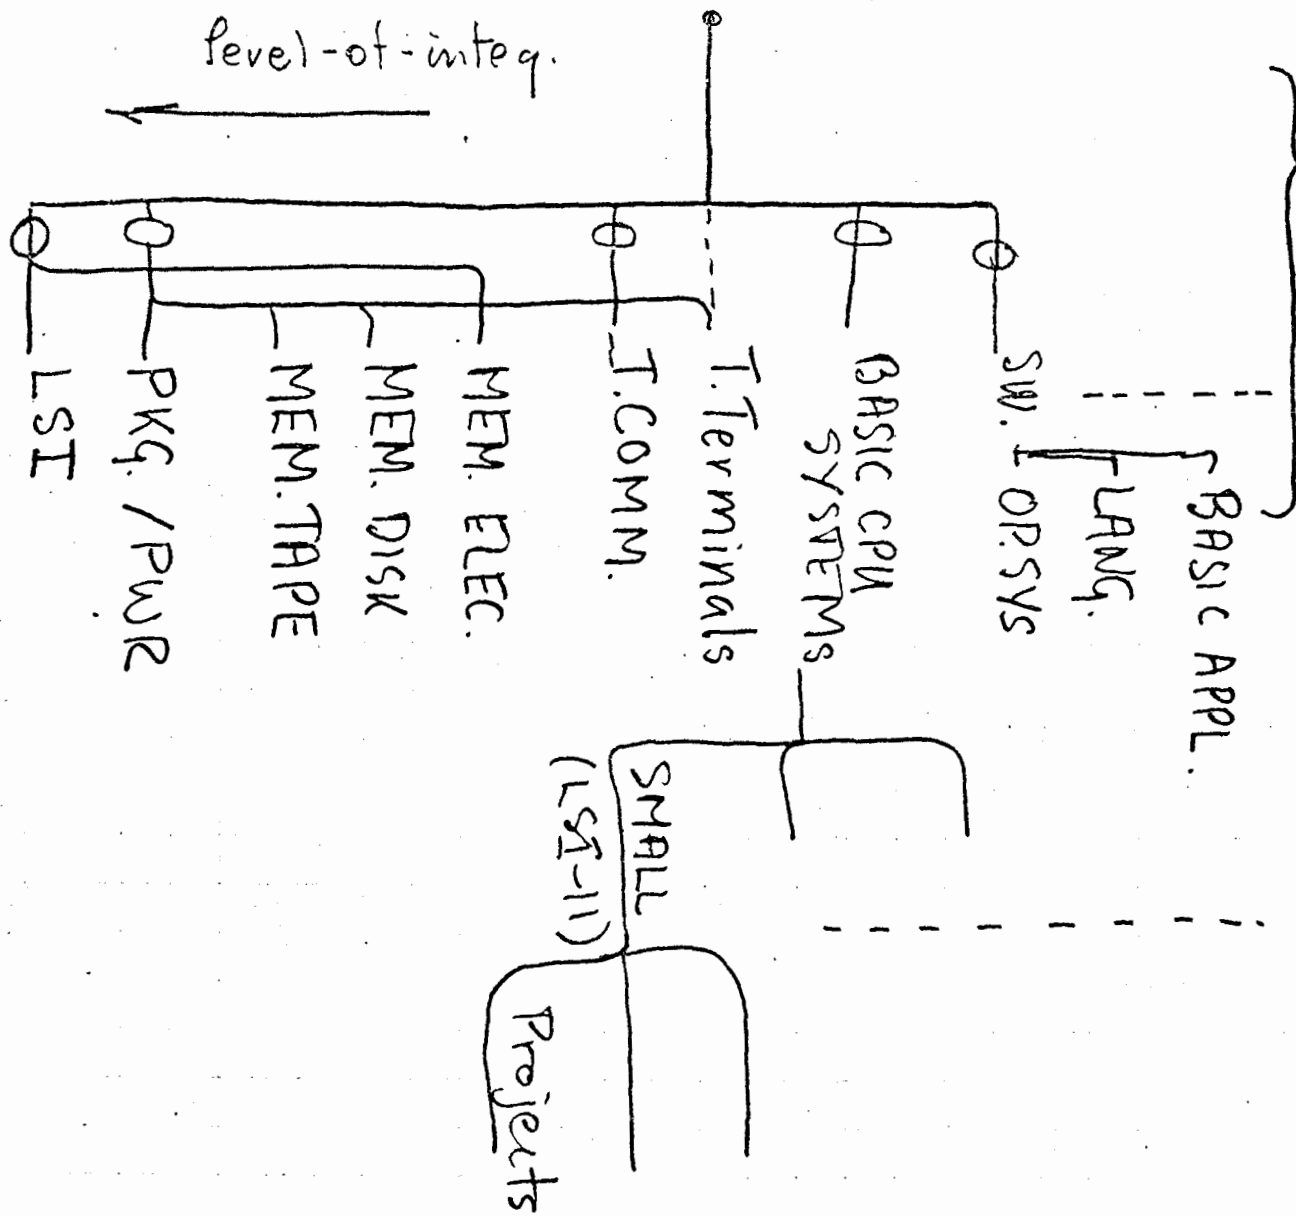 level-of-integ.
LSI
PKG. / PWR
MEM. TAPE
MEM. DISK
MEM. ELEC.
T. COMM.
T. Terminals
BASIC CPU
SYSTEMS
SW. OP.SYS
LANG.
BASIC APPL.
SMALL
(LSI-11)
Projects